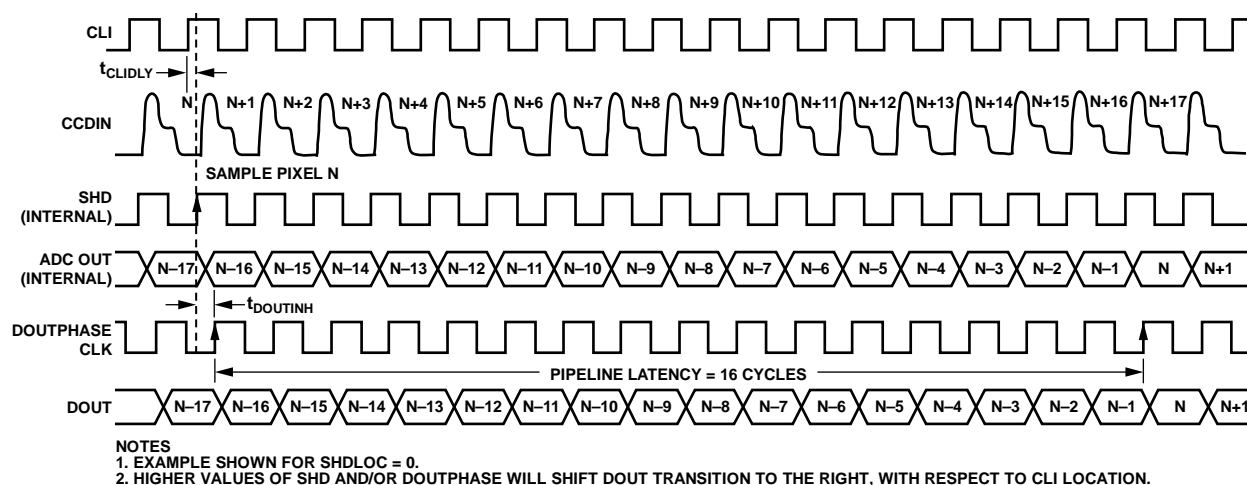 CLI
tCLIDLY
N N+1 N+2 N+3 N+4 N+5 N+6 N+7 N+8 N+9 N+10 N+11 N+12 N+13 N+14 N+15 N+16 N+17
CCDIN
SAMPLE PIXEL N
SHD
(INTERNAL)
ADC OUT
(INTERNAL)
N–17 N–16 N–15 N–14 N–13 N–12 N–11 N–10 N–9 N–8 N–7 N–6 N–5 N–4 N–3 N–2 N–1 N N+1
tDOUTINH
DOUTPHASE
CLK
PIPELINE LATENCY = 16 CYCLES
DOUT
N–17 N–16 N–15 N–14 N–13 N–12 N–11 N–10 N–9 N–8 N–7 N–6 N–5 N–4 N–3 N–2 N–1 N N+1
NOTES
1. EXAMPLE SHOWN FOR SHDLOC = 0.
2. HIGHER VALUES OF SHD AND/OR DOUTPHASE WILL SHIFT DOUT TRANSITION TO THE RIGHT, WITH RESPECT TO CLI LOCATION.